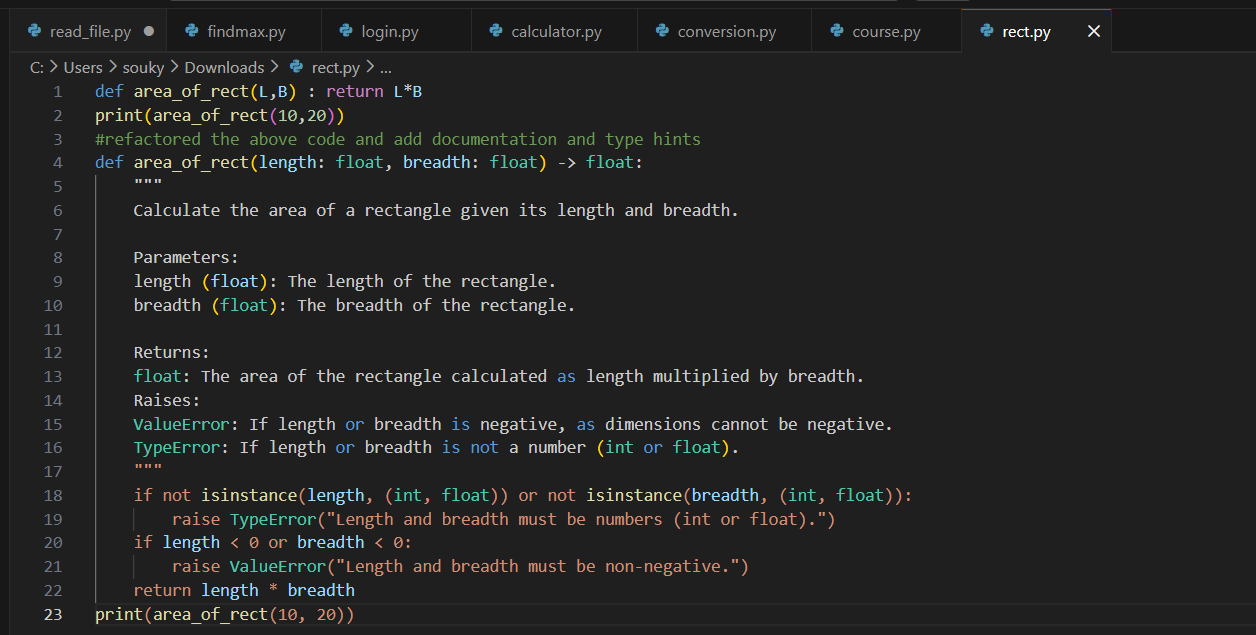 read_file.py findmax.py login.py calculator.py conversion.py course.py rect.py
C: > Users > souky > Downloads > rect.py > ...
1 def area_of_rect(L,B) : return L*B
2 print(area_of_rect(10,20))
3 #refactored the above code and add documentation and type hints
4 def area_of_rect(length: float, breadth: float) -> float:
5     """
6     Calculate the area of a rectangle given its length and breadth.
7
8     Parameters:
9     length (float): The length of the rectangle.
10     breadth (float): The breadth of the rectangle.
11
12     Returns:
13     float: The area of the rectangle calculated as length multiplied by breadth.
14     Raises:
15     ValueError: If length or breadth is negative, as dimensions cannot be negative.
16     TypeError: If length or breadth is not a number (int or float).
17     """
18     if not isinstance(length, (int, float)) or not isinstance(breadth, (int, float)):
19         raise TypeError("Length and breadth must be numbers (int or float).")
20     if length < 0 or breadth < 0:
21         raise ValueError("Length and breadth must be non-negative.")
22     return length * breadth
23 print(area_of_rect(10, 20))